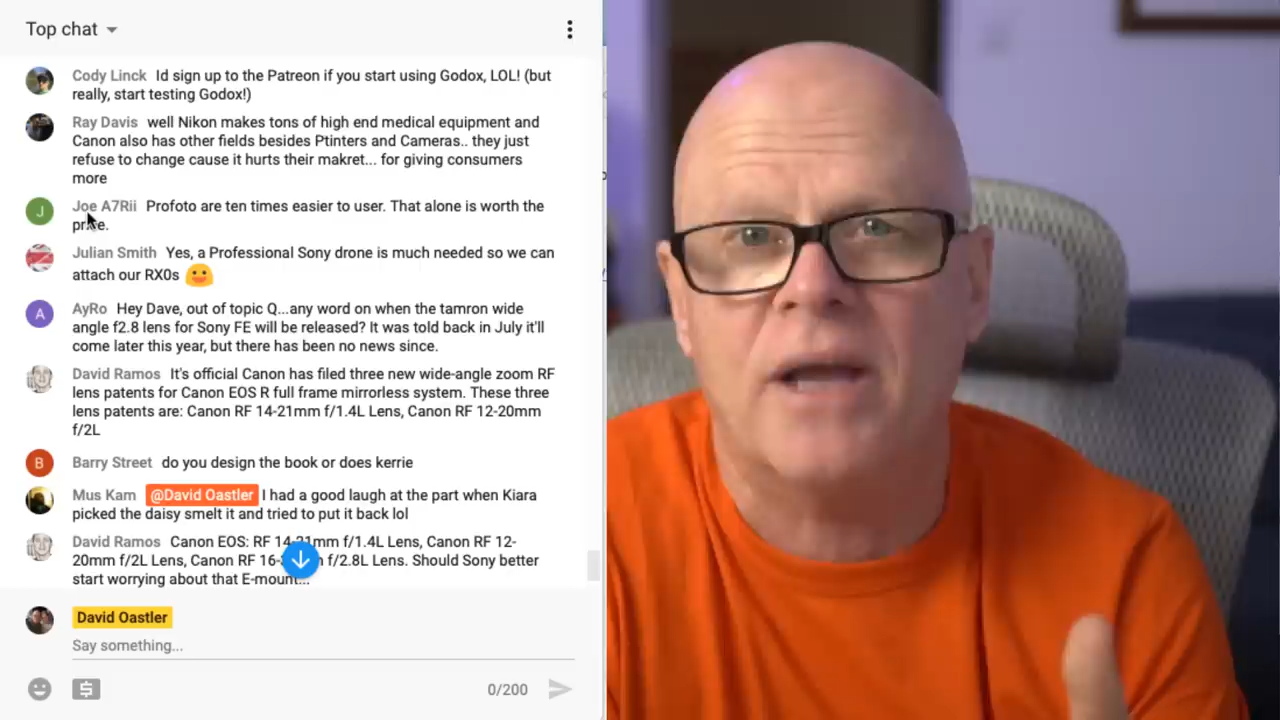 Top chat
Cody Linck Id sign up to the Patreon if you start using Godox, LOL! (but
really, start testing Godox!)
Ray Davis well Nikon makes tons of high end medical equipment and
Canon also has other fields besides Ptinters and Cameras.. they just
refuse to change cause it hurts their makret... for giving consumers
more
J
Joe A7Rii Profoto are ten times easier to user. That alone is worth the
Julian Smith Yes, a Professional Sony drone is much needed so we can
attach our RX0s
A
AyRo Hey Dave, out of topic Q...any word on when the tamron wide
angle f2.8 lens for Sony FE will be released? It was told back in July it'll
come later this year, but there has been no news since.
David Ramos It's official Canon has filed three new wide-angle zoom RF
lens patents for Canon EOS R full frame mirrorless system. These three
lens patents are: Canon RF 14-21mm f/1.4L Lens, Canon RF 12-20mm
f/2L
B
Barry Street do you design the book or does kerrie
Mus Kam @David Oastler I had a good laugh at the part when Kiara
picked the daisy smelt it and tried to put it back lol
David Ramos Canon EOS: RF 14-21mm f/1.4L Lens, Canon RF 12-
20mm f/2L Lens, Canon RF f/2.8L Lens. Should Sony better
start worrying about that E-mount...
David Oastler
Say something...
$
0/200